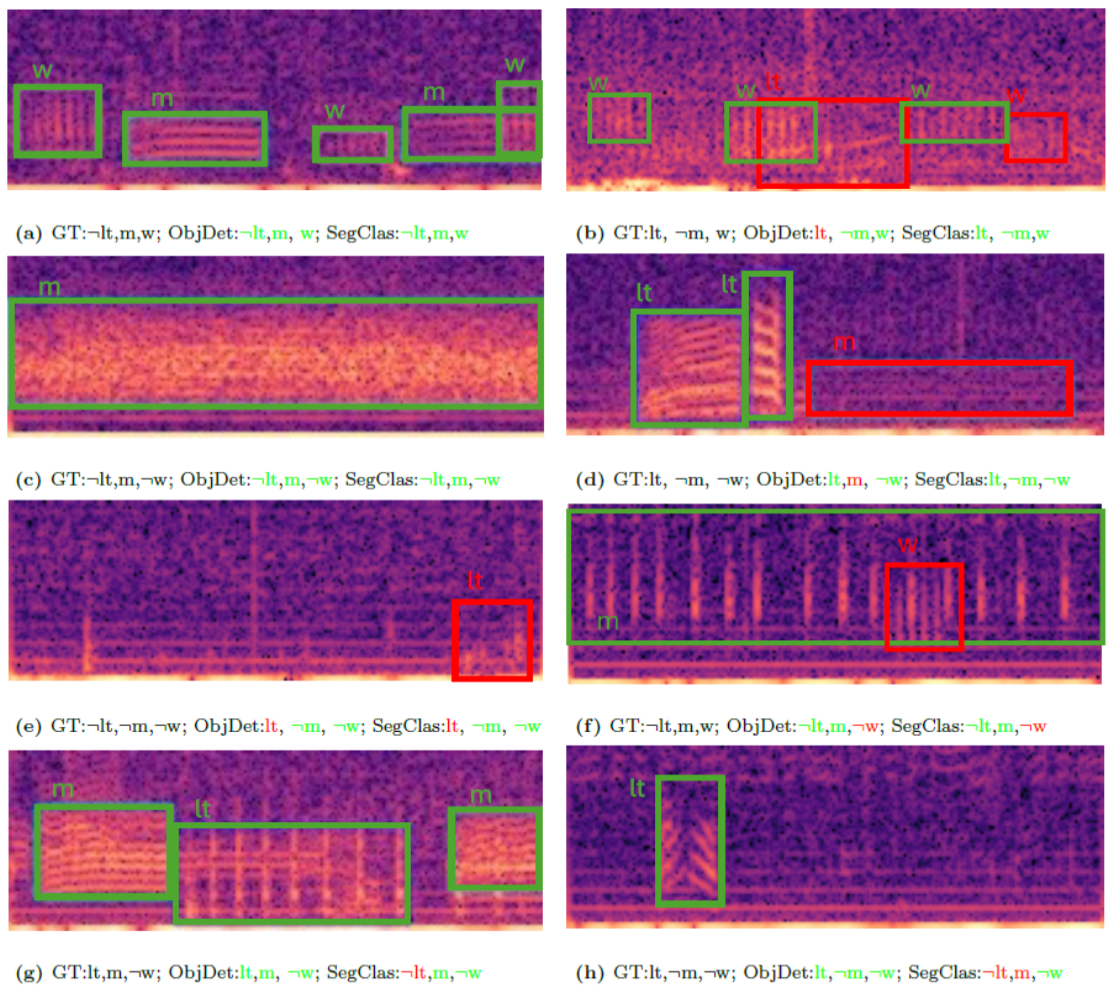 w m w m w
w w lt w w
(a) GT:¬lt,m,w; ObjDet:¬lt,m, w; SegClas:¬lt,m,w
(b) GT:lt, ¬m, w; ObjDet:lt, ¬m,w; SegClas:lt, ¬m,w
m
lt lt m
(c) GT:¬lt,m,¬w; ObjDet:¬lt,m,¬w; SegClas:¬lt,m,¬w
(d) GT:lt, ¬m, ¬w; ObjDet:lt,m, ¬w; SegClas:lt,¬m,¬w
lt
w
m
(e) GT:¬lt,¬m,¬w; ObjDet:lt, ¬m, ¬w; SegClas:lt, ¬m, ¬w
(f) GT:¬lt,m,w; ObjDet:¬lt,m,¬w; SegClas:¬lt,m,¬w
m lt m
lt
(g) GT:lt,m,¬w; ObjDet:lt,m, ¬w; SegClas:¬lt,m,¬w
(h) GT:lt,¬m,¬w; ObjDet:lt,¬m,¬w; SegClas:¬lt,m,¬w